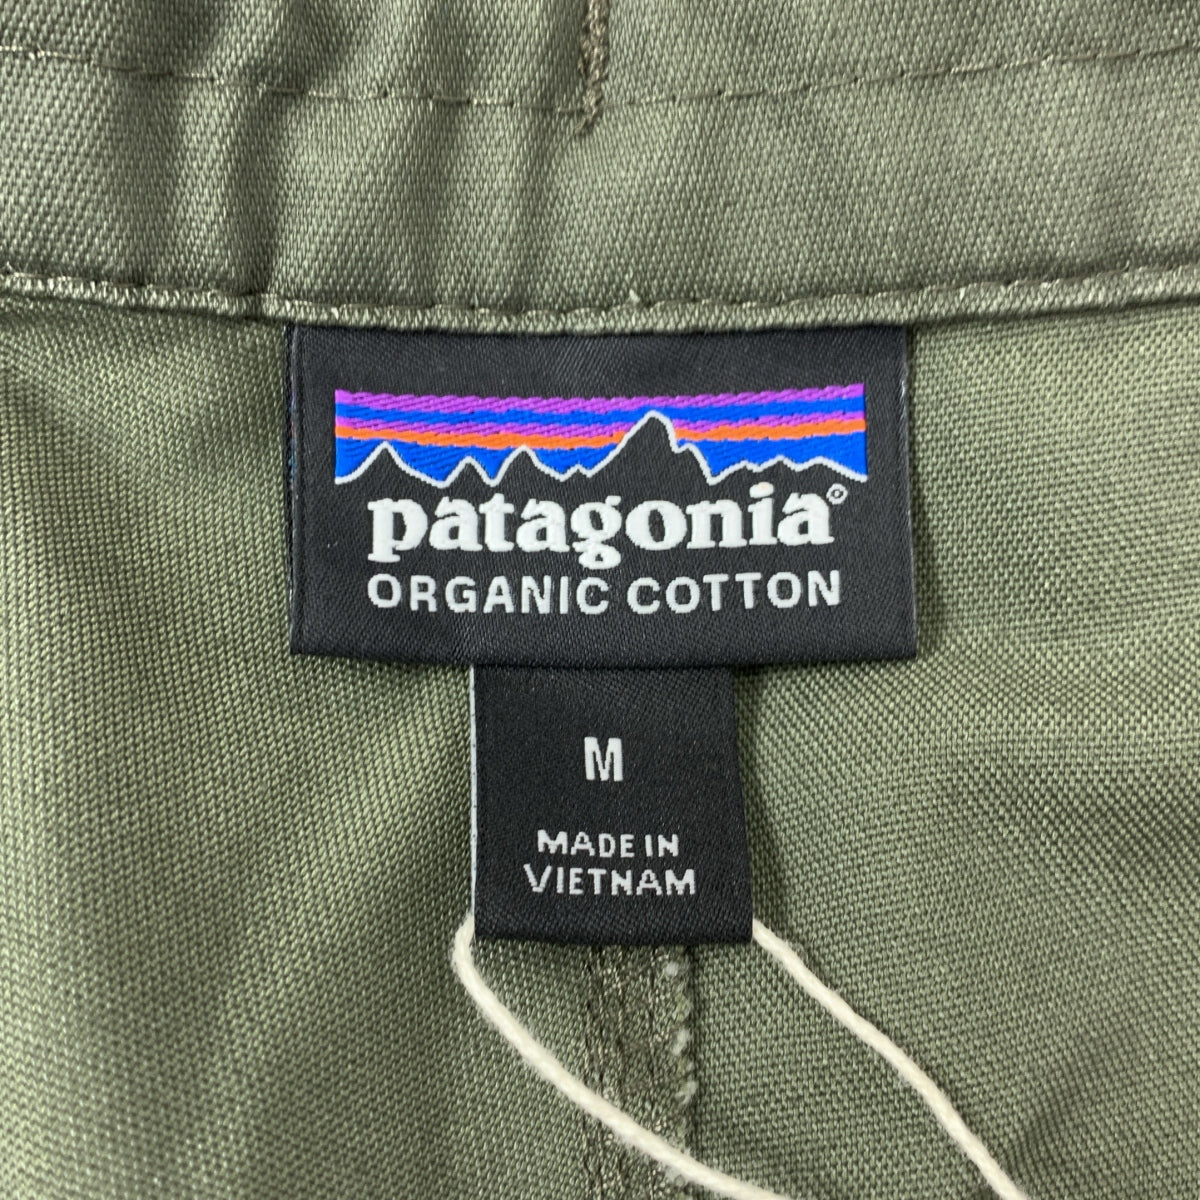 patagonia®
ORGANIC COTTON
M
MADE IN
VIETNAM